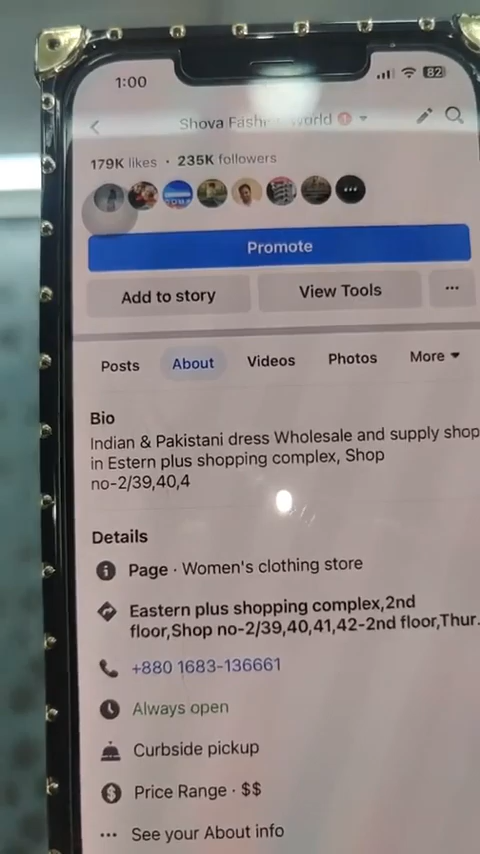 1:00
82
Shova Fash World
179K likes · 235K followers
Promote
Add to story
View Tools
...
Posts
About
Videos
Photos
More
Bio
Indian & Pakistani dress Wholesale and supply shop
in Estern plus shopping complex, Shop
no-2/39,40,4
Details
Page · Women's clothing store
Eastern plus shopping complex,2nd
floor,Shop no-2/39,40,41,42-2nd floor,Thur.
+880 1683-136661
Always open
Curbside pickup
Price Range · $$
... See your About info